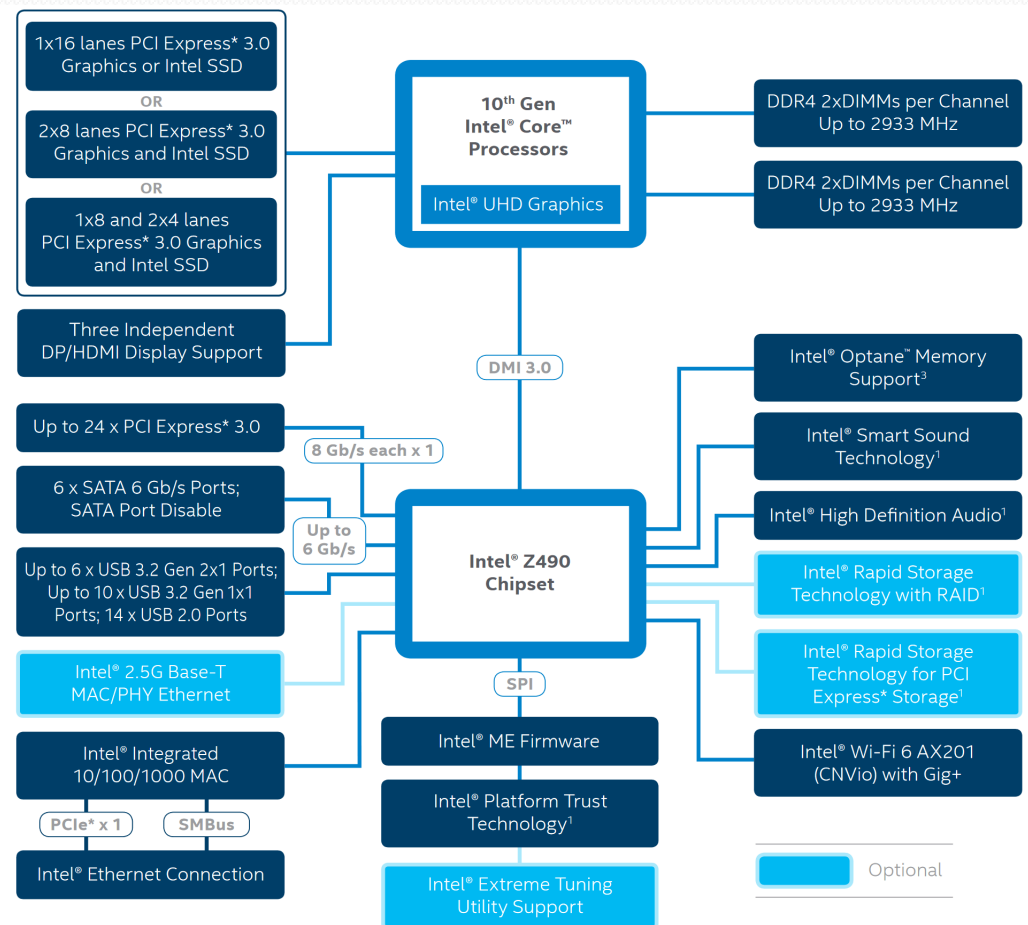 1x16 lanes PCI Express* 3.0
Graphics or Intel SSD
OR
2x8 lanes PCI Express* 3.0
Graphics and Intel SSD
OR
1x8 and 2x4 lanes
PCI Express* 3.0 Graphics
and Intel SSD
Three Independent
DP/HDMI Display Support
10th Gen
Intel® Core™
Processors
Intel® UHD Graphics
DDR4 2xDIMMs per Channel
Up to 2933 MHz
DDR4 2xDIMMs per Channel
Up to 2933 MHz
DMI 3.0
Up to 24 x PCI Express* 3.0
8 Gb/s each x 1
6 x SATA 6 Gb/s Ports;
SATA Port Disable
Up to
6 Gb/s
Up to 6 x USB 3.2 Gen 2x1 Ports;
Up to 10 x USB 3.2 Gen 1x1
Ports; 14 x USB 2.0 Ports
Intel® 2.5G Base-T
MAC/PHY Ethernet
Intel® Integrated
10/100/1000 MAC
PCIe* x 1
SMBus
Intel® Ethernet Connection
Intel® Z490
Chipset
SPI
Intel® ME Firmware
Intel® Platform Trust
Technology¹
Intel® Extreme Tuning
Utility Support
Intel® Optane™ Memory
Support³
Intel® Smart Sound
Technology¹
Intel® High Definition Audio¹
Intel® Rapid Storage
Technology with RAID¹
Intel® Rapid Storage
Technology for PCI
Express* Storage¹
Intel® Wi-Fi 6 AX201
(CNVio) with Gig+
Optional